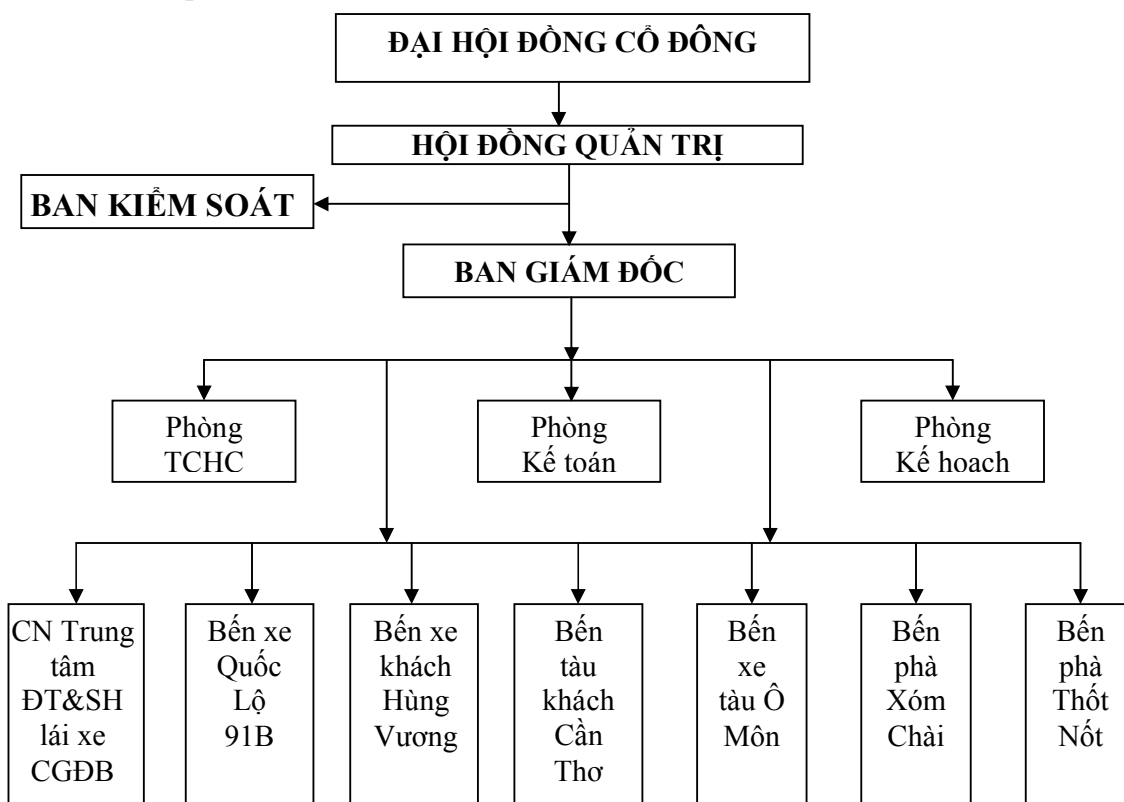 ĐẠI HỘI ĐỒNG CỔ ĐÔNG
HỘI ĐỒNG QUẢN TRỊ
BAN KIỂM SOÁT
BAN GIÁM ĐỐC
Phòng
TCHC
Phòng
Kế toán
Phòng
Kế hoach
CN Trung
tâm
ĐT&SH
lái xe
CGĐB
Bến xe
Quốc
Lộ
91B
Bến xe
khách
Hùng
Vương
Bến
tàu
khách
Cần
Thơ
Bến
xe
tàu Ô
Môn
Bến
phà
Xóm
Chài
Bến
phà
Thốt
Nốt